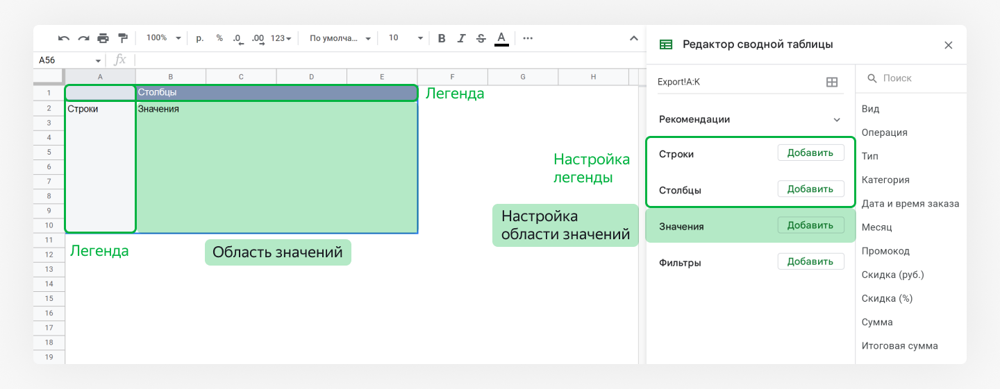 100%
р.
%
.0
.00
123
По умолча...
10
B
I
S
A
A56
fx
A
B
C
D
E
F
G
H
1
Столбцы
Легенда
2
Строки
Значения
3
4
5
6
7
8
9
10
11
12
13
14
15
16
17
18
19
Легенда
Область значений
Настройка
легенды
Настройка
области значений
Редактор сводной таблицы
Export!A:K
Рекомендации
Строки
Добавить
Столбцы
Добавить
Значения
Добавить
Фильтры
Добавить
Поиск
Вид
Операция
Тип
Категория
Дата и время заказа
Месяц
Промокод
Скидка (руб.)
Скидка (%)
Сумма
Итоговая сумма